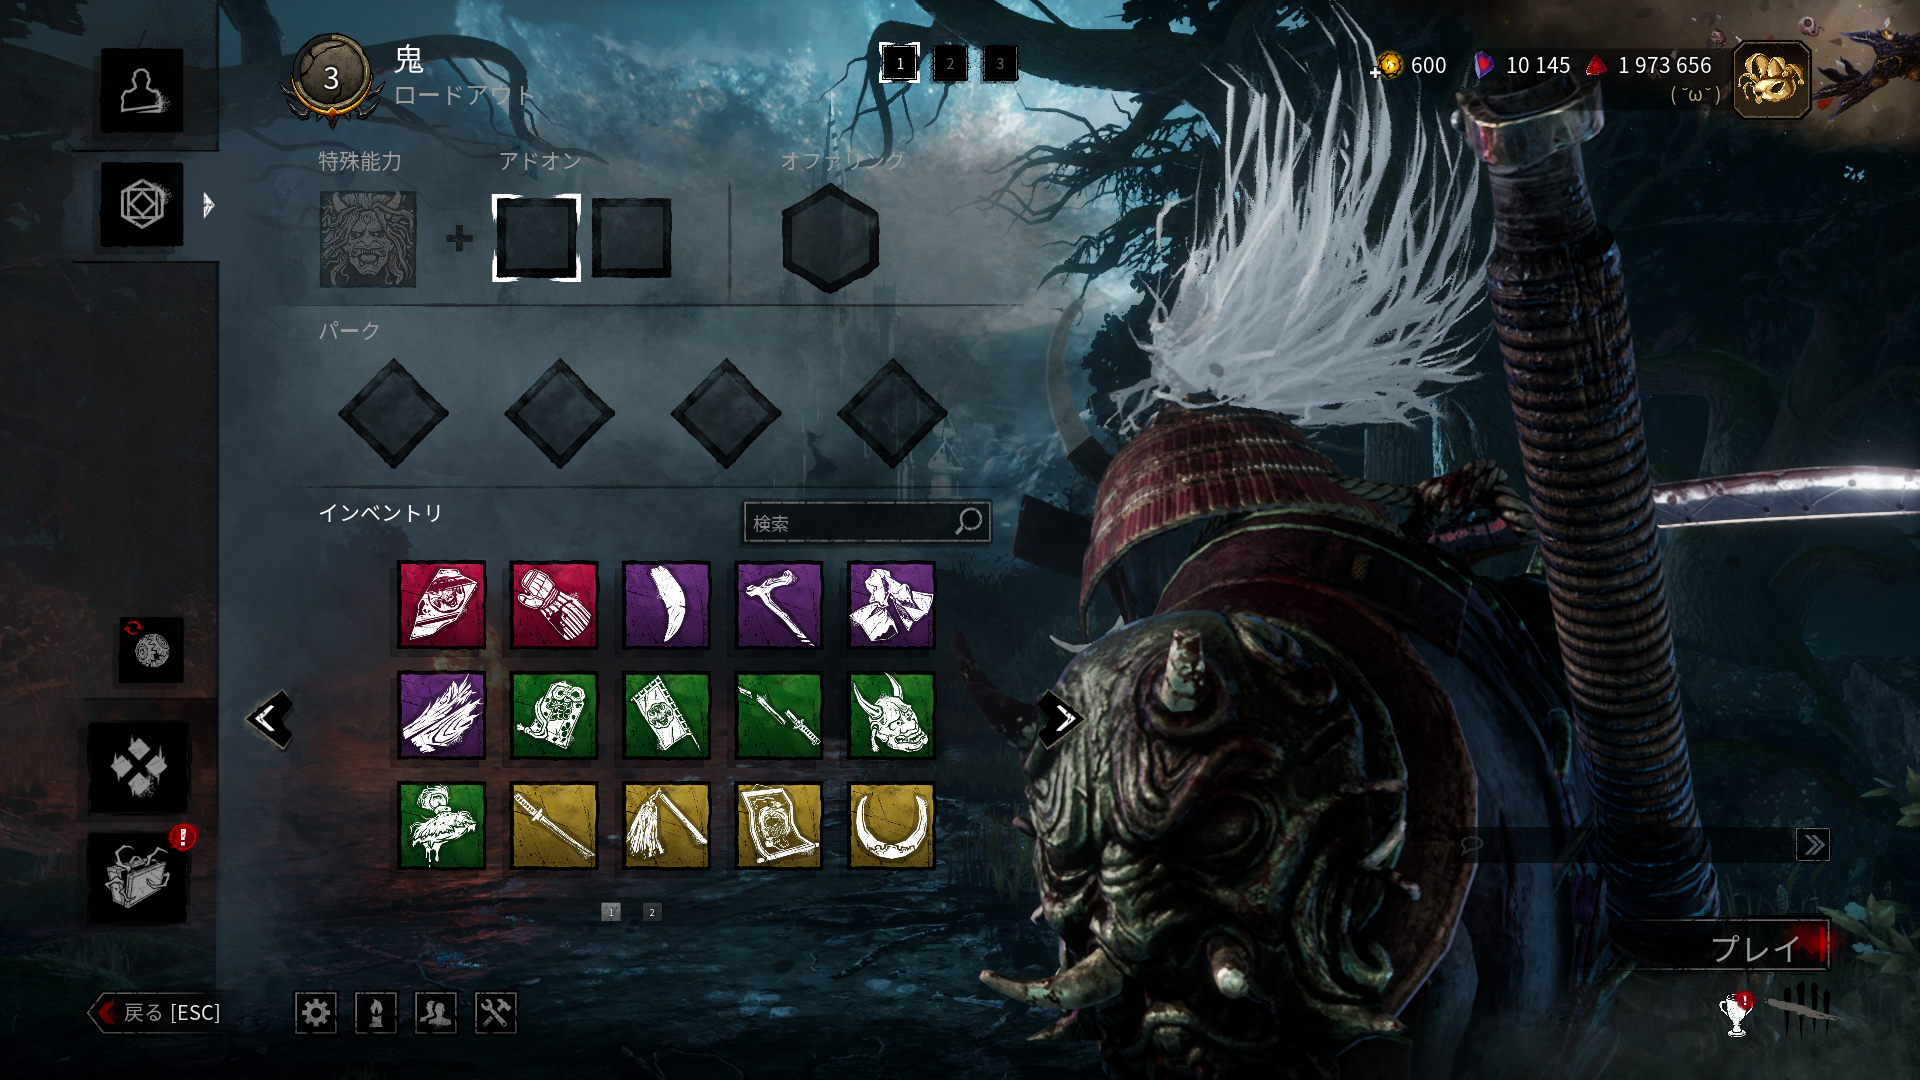 3
鬼
ロードアウト
1 2 3
600 10 145 1 973 656
( ˘ω˘ )
特殊能力 アドオン オファリング
パーク
インベントリ
検索
1 2
プレイ
戻る [ESC]